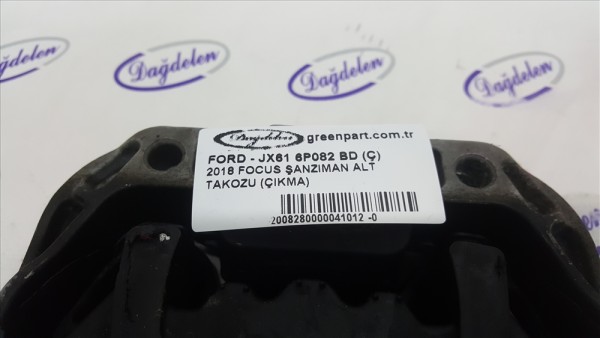 Dağdelen
Dağdelen
Dağdelen
Dağdelen greenpart.com.tr
FORD - JX61 6P082 BD (Ç)
2018 FOCUS ŞANZIMAN ALT
TAKOZU (ÇIKMA)
2008280000041012 -0